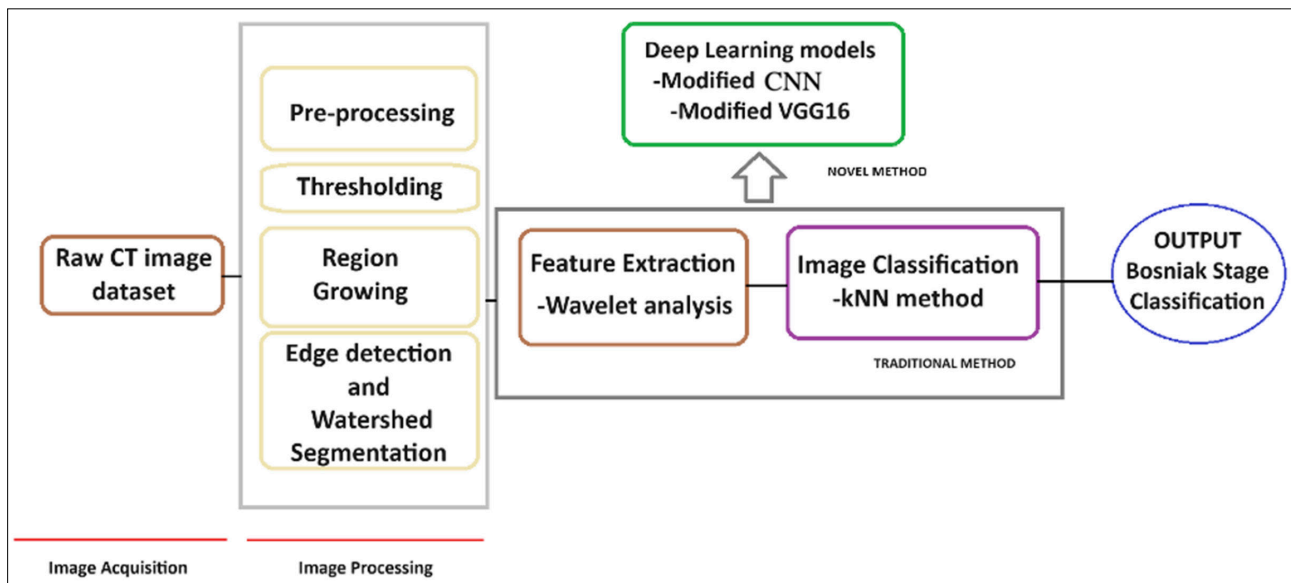 Raw CT image
dataset
Pre-processing
Thresholding
Region
Growing
Edge detection
and
Watershed
Segmentation
Deep Learning models
-Modified CNN
-Modified VGG16
NOVEL METHOD
Feature Extraction
-Wavelet analysis
Image Classification
-kNN method
TRADITIONAL METHOD
OUTPUT
Bosniak Stage
Classification
Image Acquisition
Image Processing